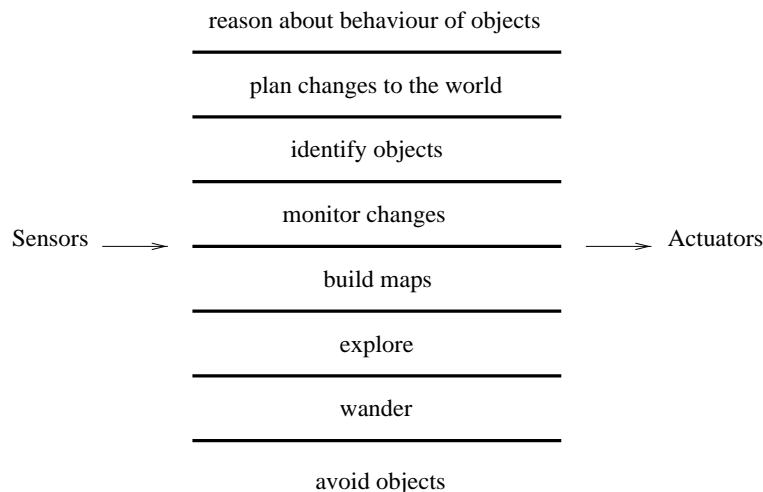 reason about behaviour of objects
plan changes to the world
identify objects
monitor changes
Sensors
Actuators
build maps
explore
wander
avoid objects